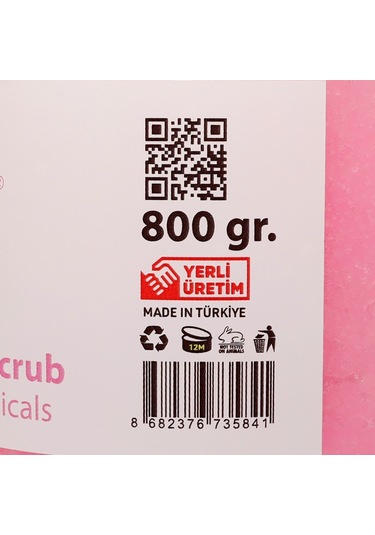 ®
800 gr.
YERLİ
ÜRETİM
MADE IN TÜRKİYE
12M
NOT TESTED
ON ANIMALS
crub
icals
8 682376 735841